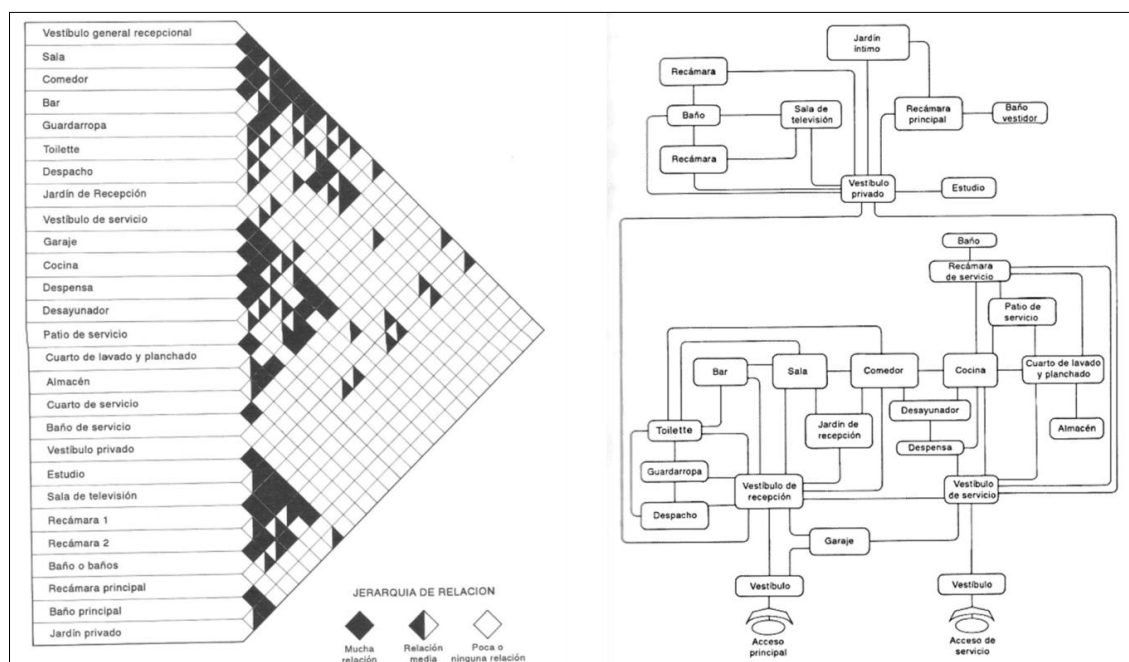 Vestíbulo general recepcional
Sala
Comedor
Bar
Guardarropa
Toilette
Despacho
Jardín de Recepción
Vestíbulo de servicio
Garaje
Cocina
Despensa
Desayunador
Patio de servicio
Cuarto de lavado y planchado
Almacén
Cuarto de servicio
Baño de servicio
Vestíbulo privado
Estudio
Sala de televisión
Recámara 1
Recámara 2
Baño o baños
Recámara principal
Baño principal
Jardín privado
JERARQUIA DE RELACION
Mucha
relación
Relación
media
Poca o
ninguna relación
Jardín
íntimo
Recámara
Baño
Sala de
televisión
Recámara
principal
Baño
vestidor
Recámara
Vestíbulo
privado
Estudio
Baño
Recámara
de servicio
Patio de
servicio
Bar
Sala
Comedor
Cocina
Cuarto de lavado
y planchado
Desayunador
Toilette
Jardín de
recepción
Almacén
Despensa
Guardarropa
Vestíbulo de
recepción
Vestíbulo
de servicio
Despacho
Garaje
Vestíbulo
Vestíbulo
Acceso
principal
Acceso de
servicio